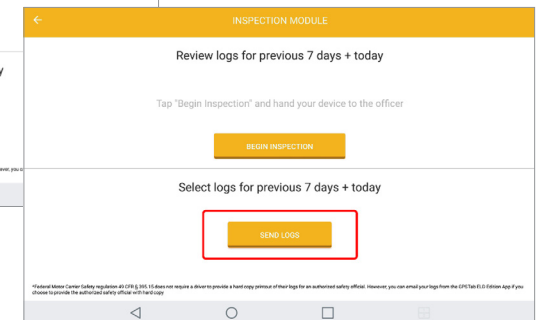 INSPECTION MODULE
Review logs for previous 7 days + today
Tap "Begin Inspection" and hand your device to the officer
BEGIN INSPECTION
Select logs for previous 7 days + today
SEND LOGS
*Federal Motor Carrier Safety regulation 49 CFR § 395.15 does not require a driver to provide a hard copy printout of their logs for an authorized safety official. However, you can email your logs from the GPSTab ELD Edition App if you
choose to provide the authorized safety official with hard copy
y
ever, you c